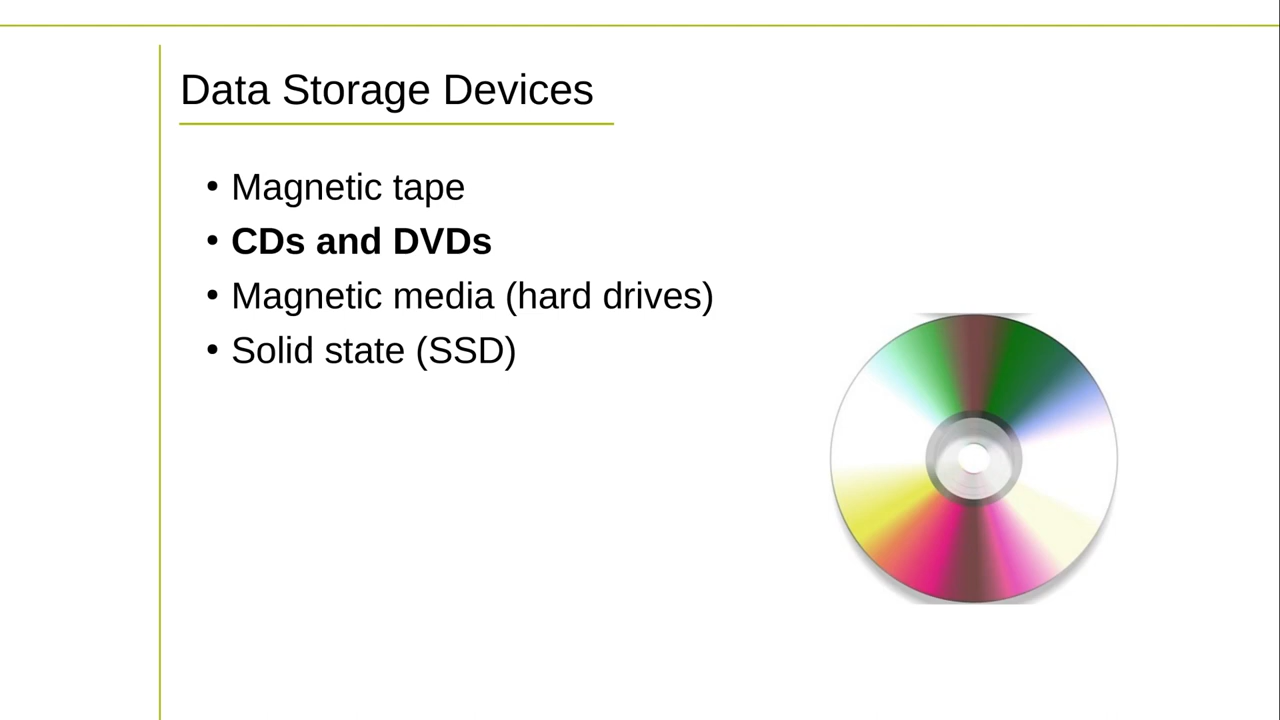 Data Storage Devices
• Magnetic tape
• CDs and DVDs
• Magnetic media (hard drives)
• Solid state (SSD)